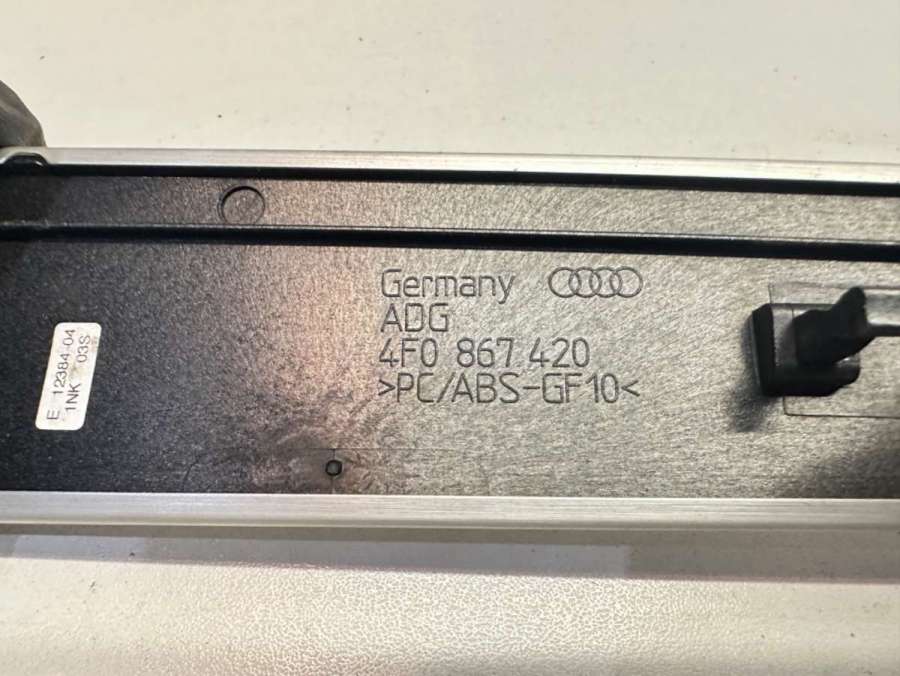 Germany
ADG
4F0 867 420
>PC/ABS-GF10<
E 12384-04
1NK 03S